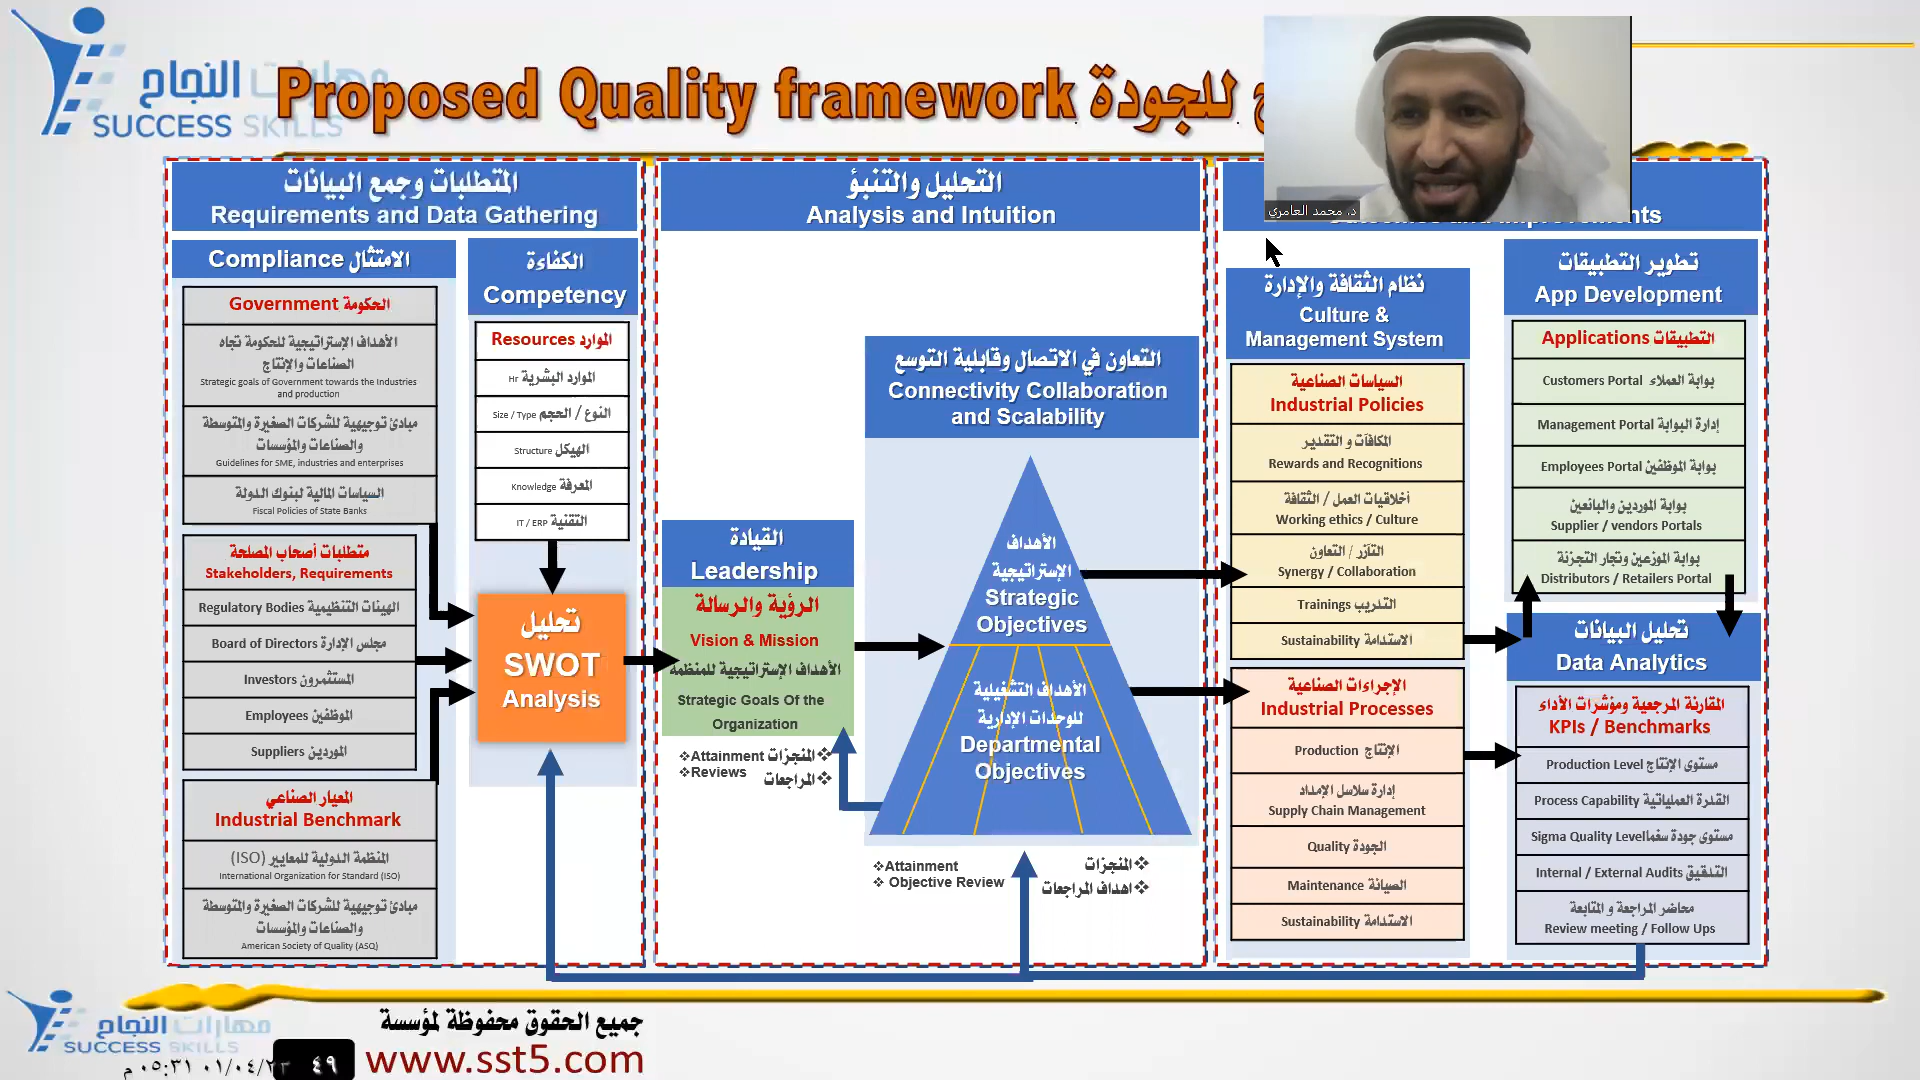 مهارات النجاح
SUCCESS SKILLS
Proposed Quality framework للجودة
د. محمد العامري
المتطلبات وجمع البيانات
Requirements and Data Gathering
Compliance الامتثال
Government الحكومة
الأهداف الإستراتيجية للحكومة تجاه
الصناعات والإنتاج
Strategic goals of Government towards the Industries
and production
مبادئ توجيهية للشركات الصغيرة والمتوسطة
والصناعات والمؤسسات
Guidelines for SME, industries and enterprises
السياسات المالية لبنوك الدولة
Fiscal Policies of State Banks
متطلبات أصحاب المصلحة
Stakeholders, Requirements
Regulatory Bodies الهيئات التنظيمية
Board of Directors مجلس الإدارة
Investors المستثمرون
Employees الموظفين
Suppliers الموردين
المعيار الصناعي
Industrial Benchmark
المنظمة الدولية للمعايير (ISO)
International Organization for Standard (ISO)
مبادئ توجيهية للشركات الصغيرة والمتوسطة
والصناعات والمؤسسات
American Society of Quality (ASQ)
الكفاءة
Competency
Resources الموارد
Hr الموارد البشرية
Size / Type النوع / الحجم
Structure الهيكل
Knowledge المعرفة
IT / ERP التقنية
تحليل
SWOT
Analysis
التحليل والتنبؤ
Analysis and Intuition
القيادة
Leadership
الرؤية والرسالة
Vision & Mission
الأهداف الإستراتيجية للمنظمة
Strategic Goals Of the
Organization
❖Attainment المنجزات❖
❖Reviews
المراجعات❖
التعاون في الاتصال وقابلية التوسع
Connectivity Collaboration
and Scalability
الأهداف
الإستراتيجية
Strategic
Objectives
الأهداف التشغيلية
للوحدات الإدارية
Departmental
Objectives
❖Attainment
❖ Objective Review
المنجزات❖
اهداف المراجعات❖
نظام الثقافة والإدارة
Culture &
Management System
السياسات الصناعية
Industrial Policies
المكافآت و التقدير
Rewards and Recognitions
أخلاقيات العمل / الثقافة
Working ethics / Culture
التآزر / التعاون
Synergy / Collaboration
Trainings التدريب
Sustainability الاستدامة
الإجراءات الصناعية
Industrial Processes
Production الإنتاج
إدارة سلاسل الإمداد
Supply Chain Management
Quality الجودة
Maintenance الصيانة
Sustainability الاستدامة
تطوير التطبيقات
App Development
Applications التطبيقات
Customers Portal بوابة العملاء
Management Portal إدارة البوابة
Employees Portal بوابة الموظفين
بوابة الموردين والبائعين
Supplier / vendors Portals
بوابة الموزعين وتجار التجزئة
Distributors / Retailers Portal
تحليل البيانات
Data Analytics
المقارنة المرجعية ومؤشرات الأداء
KPIs / Benchmarks
Production Level مستوى الإنتاج
Process Capability القدرة العملياتية
Sigma Quality Level مستوى جودة سغما
Internal / External Audits التدقيق
محاضر المراجعة و المتابعة
Review meeting / Follow Ups
مهارات النجاح
SUCCESS SKILLS
جميع الحقوق محفوظة لمؤسسة
www.sst5.com
٠١/٠٤/٢٣ ٠٥:٣١ م
٤٩